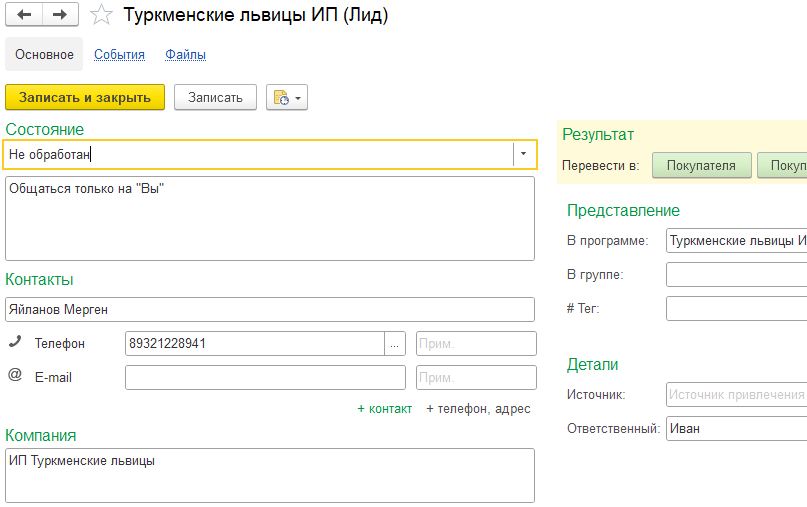 Туркменские львицы ИП (Лид)
Основное События Файлы
Записать и закрыть Записать
Состояние
Не обработан
Общаться только на "Вы"
Контакты
Яйланов Мерген
Телефон 89321228941 ... Прим.
@ E-mail Прим.
+ контакт + телефон, адрес
Компания
ИП Туркменские львицы
Результат
Перевести в: Покупателя Покуп
Представление
В программе: Туркменские львицы И
В группе:
# Тег:
Детали
Источник: Источник привлечения
Ответственный: Иван